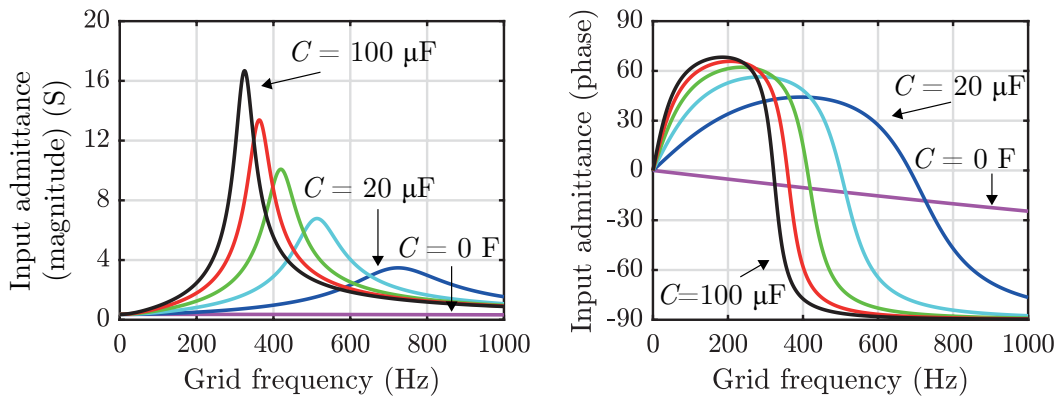 Input admittance
(magnitude) (S)
20
16
12
8
4
0
C = 100 μF
C = 20 μF
C = 0 F
0 200 400 600 800 1000
Grid frequency (Hz)
Input admittance (phase)
90
60
30
0
-30
-60
-90
C = 20 μF
C = 0 F
C=100 μF
0 200 400 600 800 1000
Grid frequency (Hz)